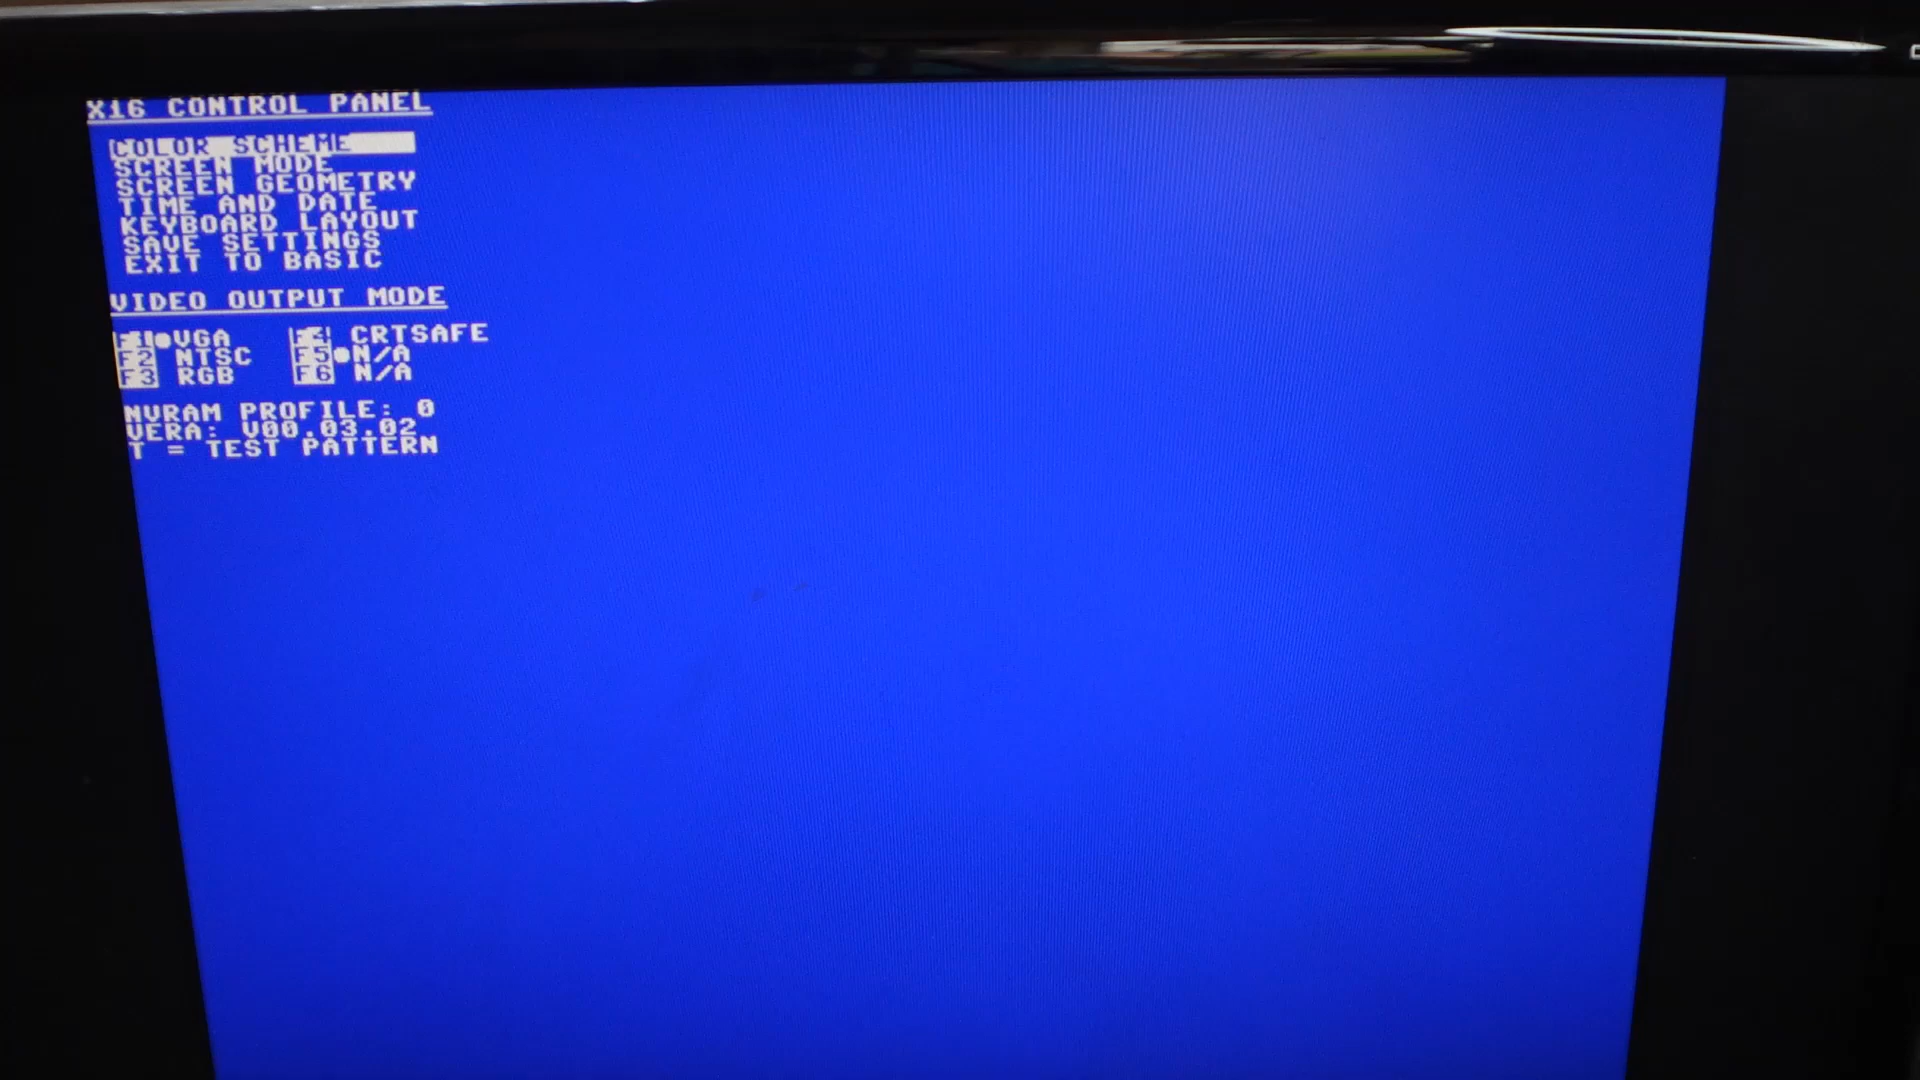 X16 CONTROL PANEL
COLOR SCHEME
SCREEN MODE
SCREEN GEOMETRY
TIME AND DATE
KEYBOARD LAYOUT
SAVE SETTINGS
EXIT TO BASIC
VIDEO OUTPUT MODE
F1●VGA F4 CRTSAFE
F2 NTSC F5●N/A
F3 RGB F6 N/A
NVRAM PROFILE: 0
VERA: V00.03.02
T = TEST PATTERN